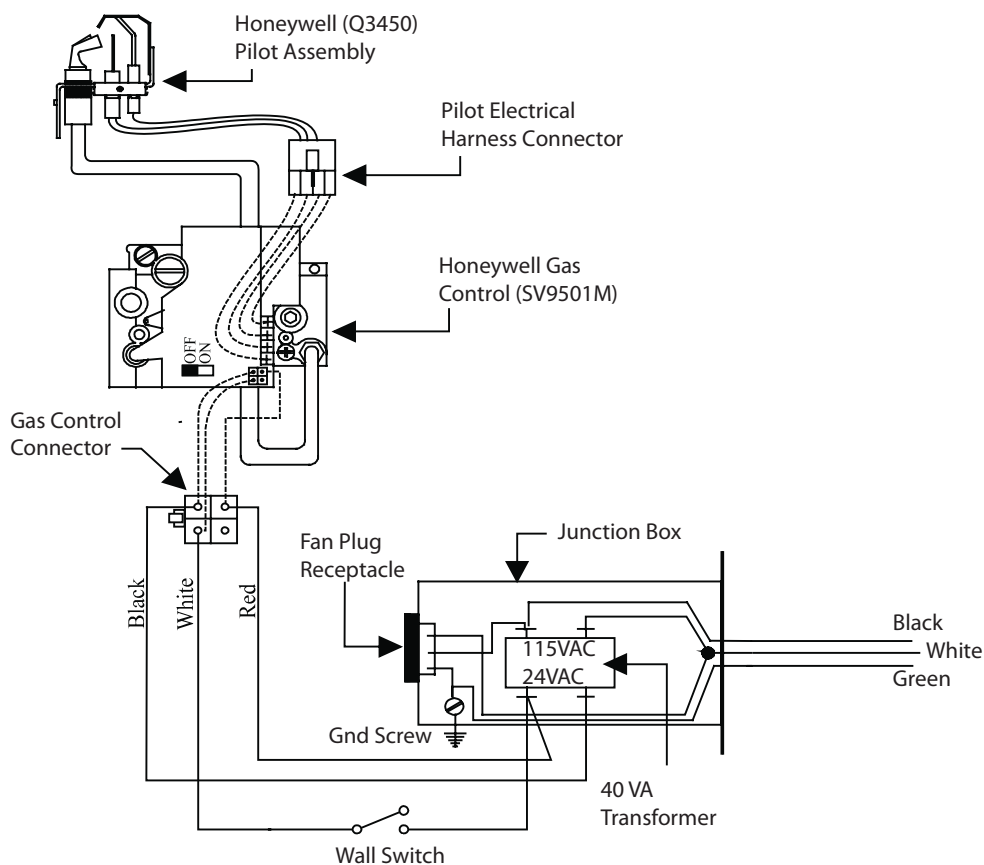 Honeywell (Q3450)
Pilot Assembly
Pilot Electrical
Harness Connector
Honeywell Gas
Control (SV9501M)
OFF
ON
Gas Control
Connector
Junction Box
Fan Plug
Receptacle
Black
White
Red
115VAC
24VAC
Black
White
Green
Gnd Screw
40 VA
Transformer
Wall Switch